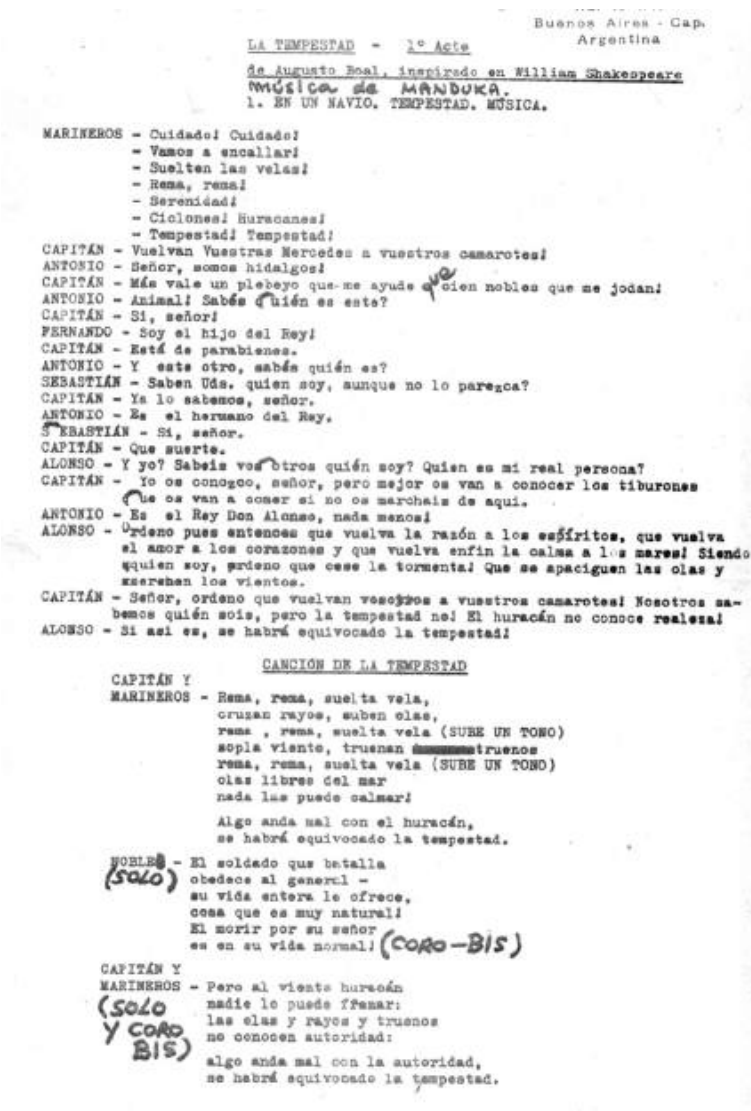 Buenos Aires - Cap.
Argentina
LA TEMPESTAD - 1º Acte
de Augusto Boal, inspirado en William Shakespeare
música de MANDUKA.
1. EN UN NAVIO. TEMPESTAD. MÚSICA.
MARINEROS - Cuidado! Cuidado!
- Vamos a encallar!
- Suelten las velas!
- Rema, rema!
- Serenidad!
- Ciclones! Huracanes!
- Tempestad! Tempestad!
CAPITÁN - Vuelvan Vuestras Mercedes a vuestros camarotes!
ANTONIO - Señor, somos hidalgos!
CAPITÁN - Más vale un plebeyo que me ayude que cien nobles que me jodan!
ANTONIO - Animal! Sabés quién es este?
CAPITÁN - Si, señor!
FERNANDO - Soy el hijo del Rey!
CAPITÁN - Está de parabienes.
ANTONIO - Y este otro, sabés quién es?
SEBASTIÁN - Saben Uds. quien soy, aunque no lo parezca?
CAPITÁN - Ya lo sabemos, señor.
ANTONIO - Es el hermano del Rey.
SEBASTIÁN - Si, señor.
CAPITÁN - Que suerte.
ALONSO - Y yo? Sabeis vosotros quién soy? Quien es mi real persona?
CAPITÁN - Yo os conozco, señor, pero mejor os van a conocer los tiburones
que os van a comer si no os marchais de aqui.
ANTONIO - Es el Rey Don Alonso, nada menos!
ALONSO - Ordeno pues entonces que vuelva la razón a los espíritos, que vuelva
el amor a los corazones y que vuelva enfin la calma a los mares! Siendo
quien soy, ordeno que cese la tormenta! Que se apaciguen las olas y
los vientos.
CAPITÁN - Señor, ordeno que vuelvan vosotros a vuestros camarotes! Nosotros sa-
bemos quién sois, pero la tempestad no! El huracán no conoce realeza!
ALONSO - Si asi es, se habrá equivocado la tempestad!
CANCIÓN DE LA TEMPESTAD
CAPITÁN Y
MARINEROS - Rema, rema, suelta vela,
cruzan rayos, suben olas,
rema , rema, suelta vela (SUBE UN TONO)
sopla viento, truenan truenos
rema, rema, suelta vela (SUBE UN TONO)
olas libres del mar
nada las puede calmar!
Algo anda mal con el huracán,
se habrá equivocado la tempestad.
NOBLES - El soldado que batalla
(SOLO) obedece al general -
su vida entera le ofrece,
cosa que es muy natural!
El morir por su señor
es en su vida normal! (CORO-BIS)
CAPITÁN Y
MARINEROS - Pero al viento huracán
(SOLO nadie lo puede ffenar:
Y CORO las olas y rayos y truenos
BIS) no conocen autoridad:
algo anda mal con la autoridad,
se habrá equivocado la tempestad.